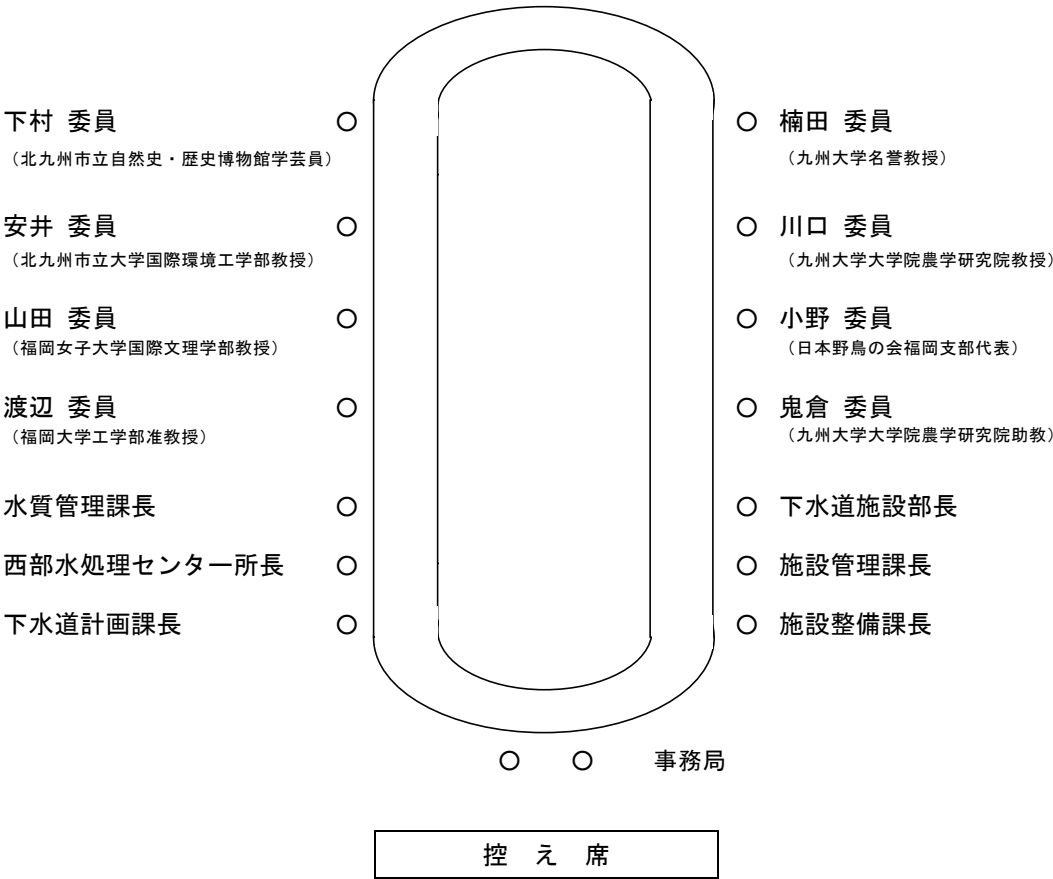 下村 委員
（北九州市立自然史・歴史博物館学芸員）
安井 委員
（北九州市立大学国際環境工学部教授）
山田 委員
（福岡女子大学国際文理学部教授）
渡辺 委員
（福岡大学工学部准教授）
水質管理課長
西部水処理センター所長
下水道計画課長
楠田 委員
（九州大学名誉教授）
川口 委員
（九州大学大学院農学研究院教授）
小野 委員
（日本野鳥の会福岡支部代表）
鬼倉 委員
（九州大学大学院農学研究院助教）
下水道施設部長
施設管理課長
施設整備課長
事務局
控え席